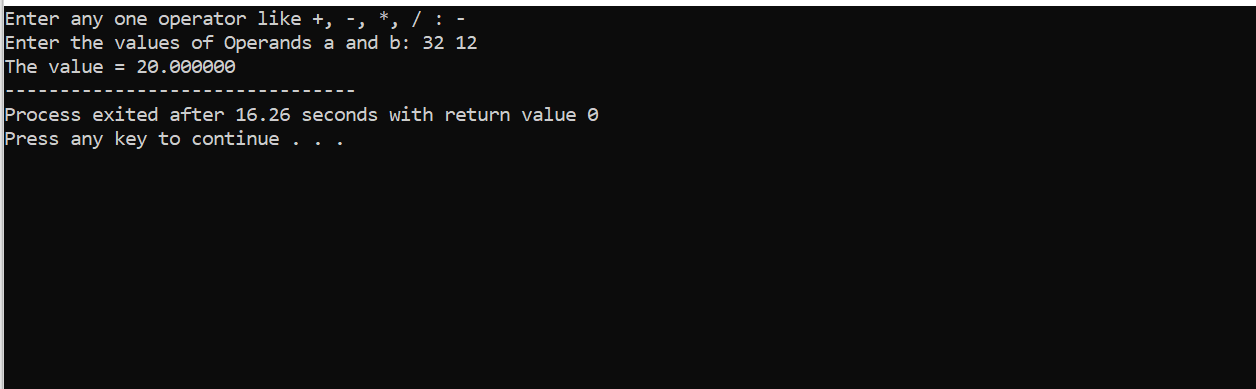 Enter any one operator like +, -, *, / : -
Enter the values of Operands a and b: 32 12
The value = 20.000000
--------------------------------
Process exited after 16.26 seconds with return value 0
Press any key to continue . . .